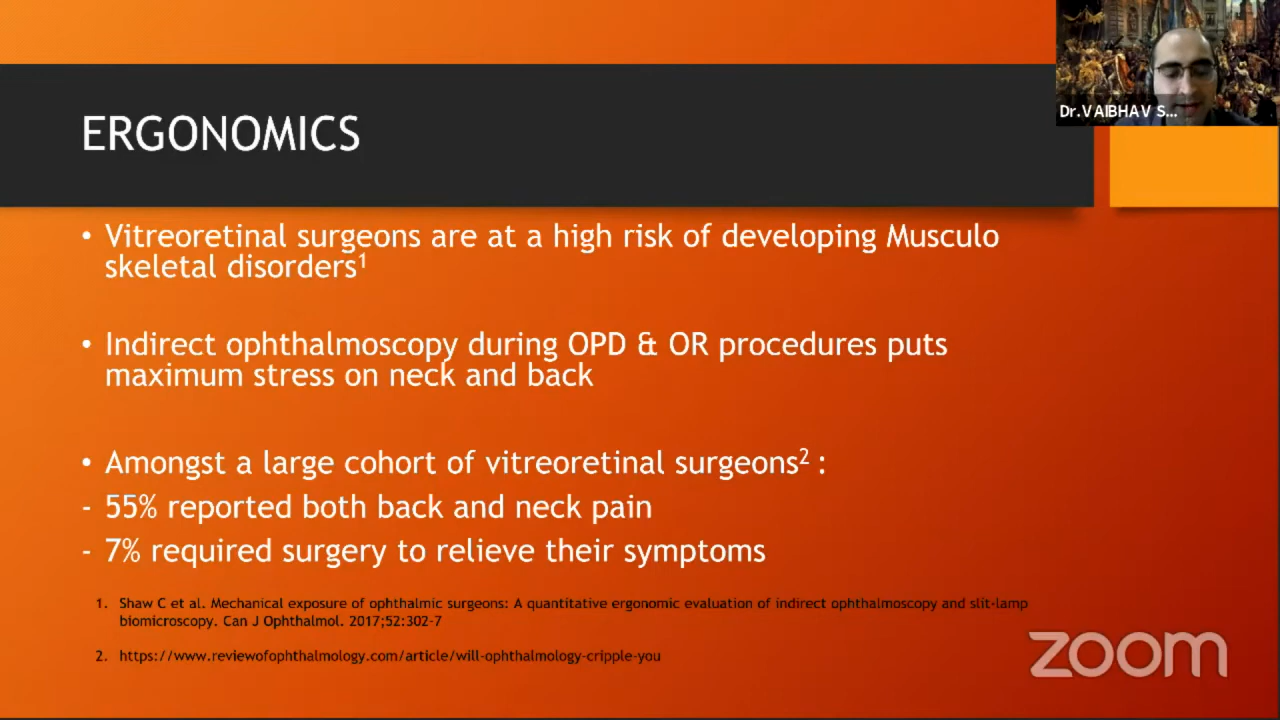 Dr.VAIBHAV S...
ERGONOMICS
• Vitreoretinal surgeons are at a high risk of developing Musculo
skeletal disorders¹
• Indirect ophthalmoscopy during OPD & OR procedures puts
maximum stress on neck and back
• Amongst a large cohort of vitreoretinal surgeons² :
- 55% reported both back and neck pain
- 7% required surgery to relieve their symptoms
1. Shaw C et al. Mechanical exposure of ophthalmic surgeons: A quantitative ergonomic evaluation of indirect ophthalmoscopy and slit-lamp
biomicroscopy. Can J Ophthalmol. 2017;52:302-7
2. https://www.reviewofophthalmology.com/article/will-ophthalmology-cripple-you
zoom